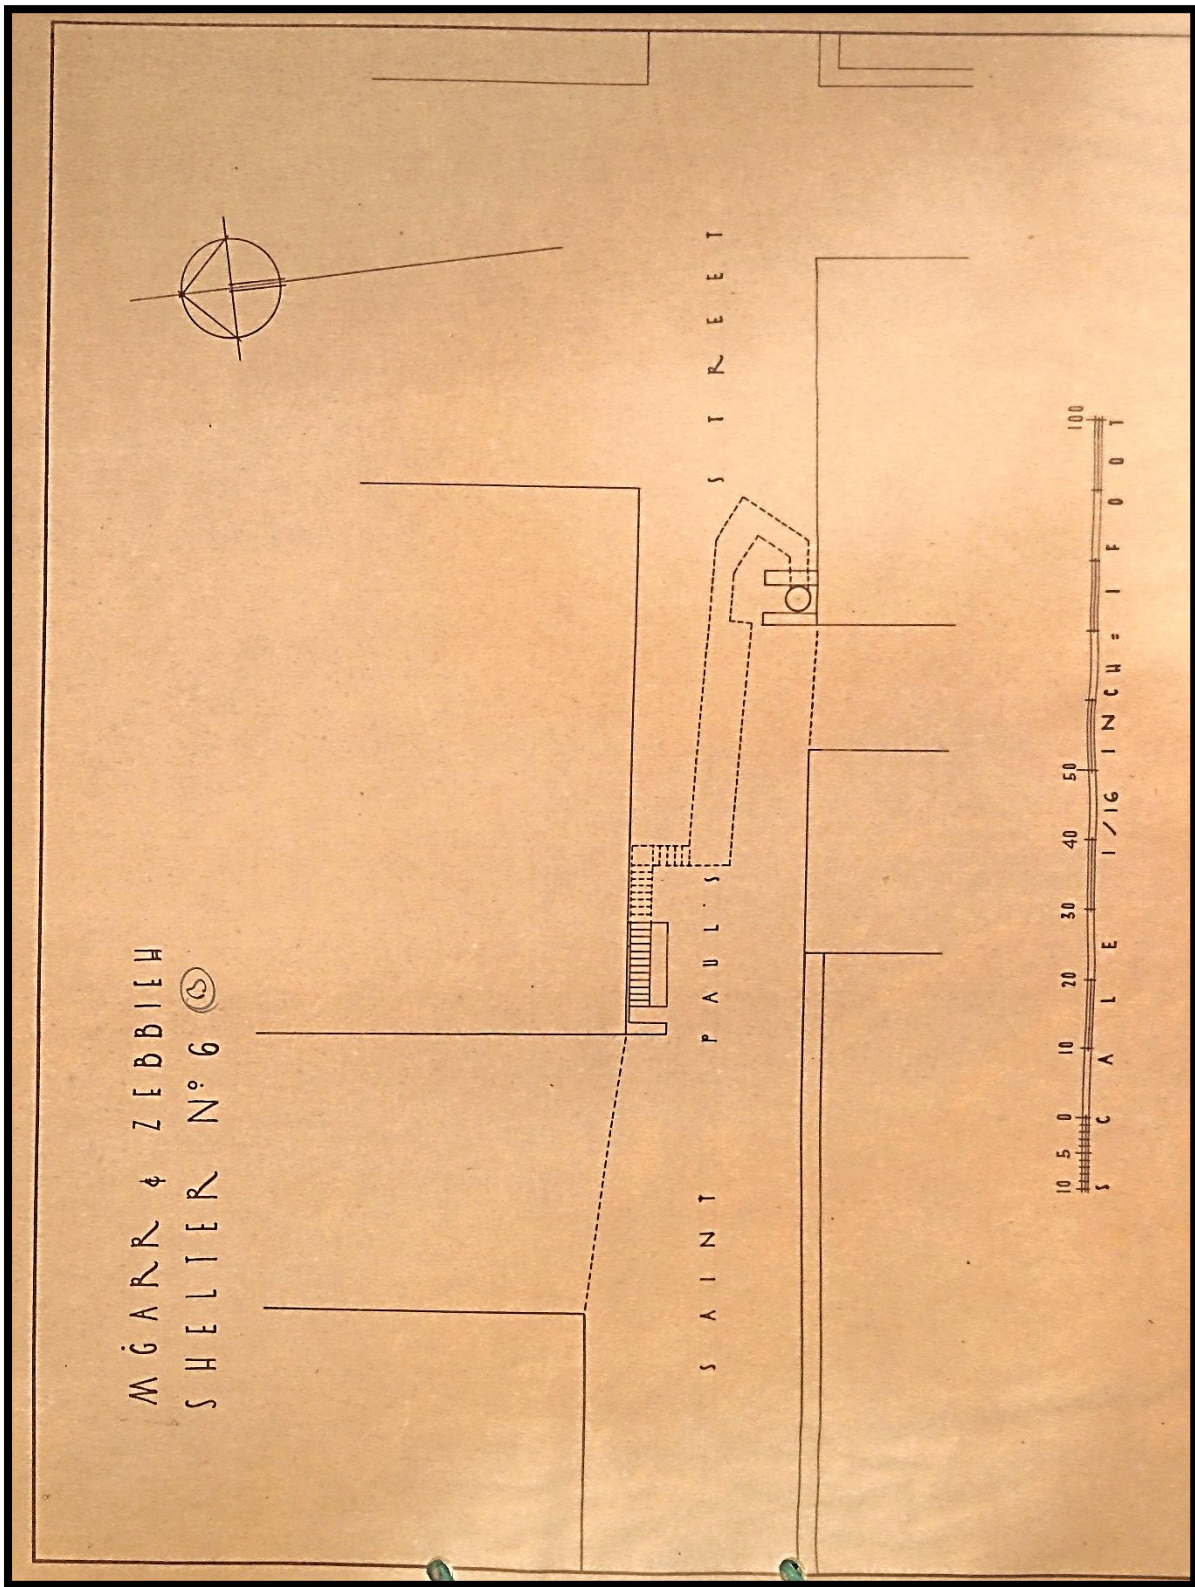 MĠARR & ZEBBIEH
SHELTER Nº 6
SAINT PAUL'S STREET
10 5 0 10 20 30 40 50 100
SCALE 1/16 INCH = 1 FOOT